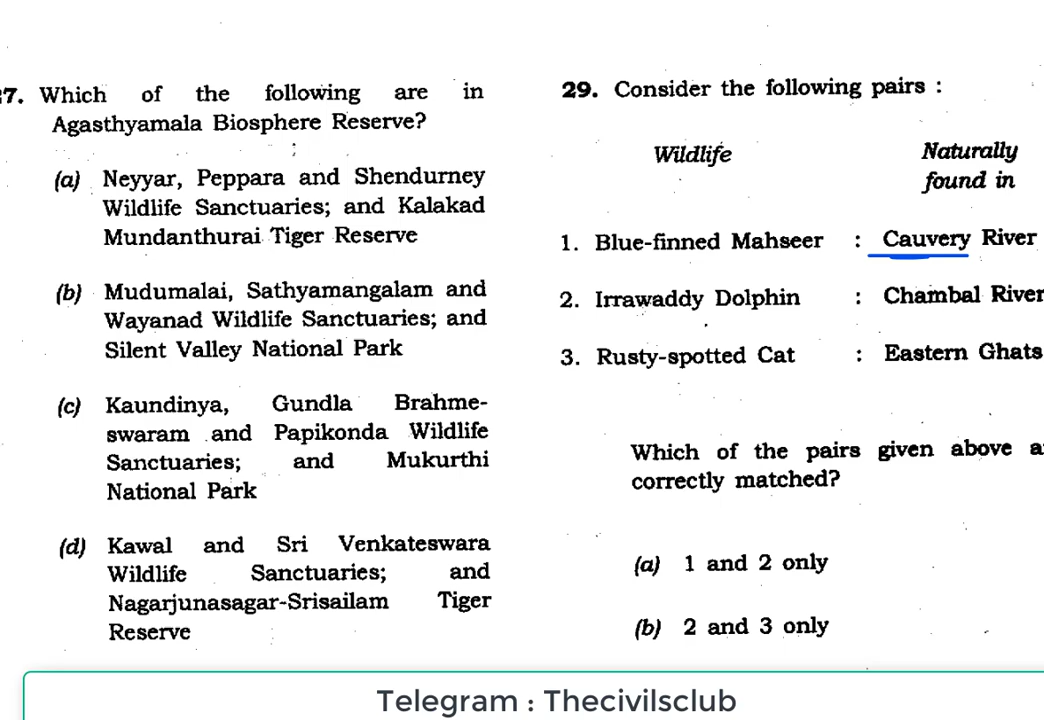 7. Which of the following are in
Agasthyamala Biosphere Reserve?
(a) Neyyar, Peppara and Shendurney
Wildlife Sanctuaries; and Kalakad
Mundanthurai Tiger Reserve
(b) Mudumalai, Sathyamangalam and
Wayanad Wildlife Sanctuaries; and
Silent Valley National Park
(c) Kaundinya, Gundla Brahme-
swaram and Papikonda Wildlife
Sanctuaries; and Mukurthi
National Park
(d) Kawal and Sri Venkateswara
Wildlife Sanctuaries; and
Nagarjunasagar-Srisailam Tiger
Reserve
29. Consider the following pairs :
Wildlife Naturally
found in
1. Blue-finned Mahseer : Cauvery River
2. Irrawaddy Dolphin : Chambal River
3. Rusty-spotted Cat : Eastern Ghats
Which of the pairs given above a
correctly matched?
(a) 1 and 2 only
(b) 2 and 3 only
Telegram : Thecivilsclub